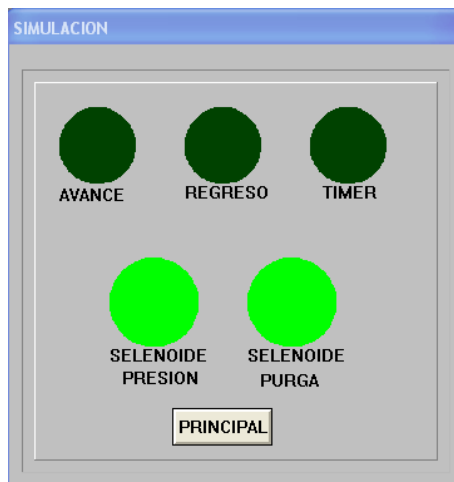 SIMULACION
AVANCE
REGRESO
TIMER
SELENOIDE
PRESION
SELENOIDE
PURGA
PRINCIPAL